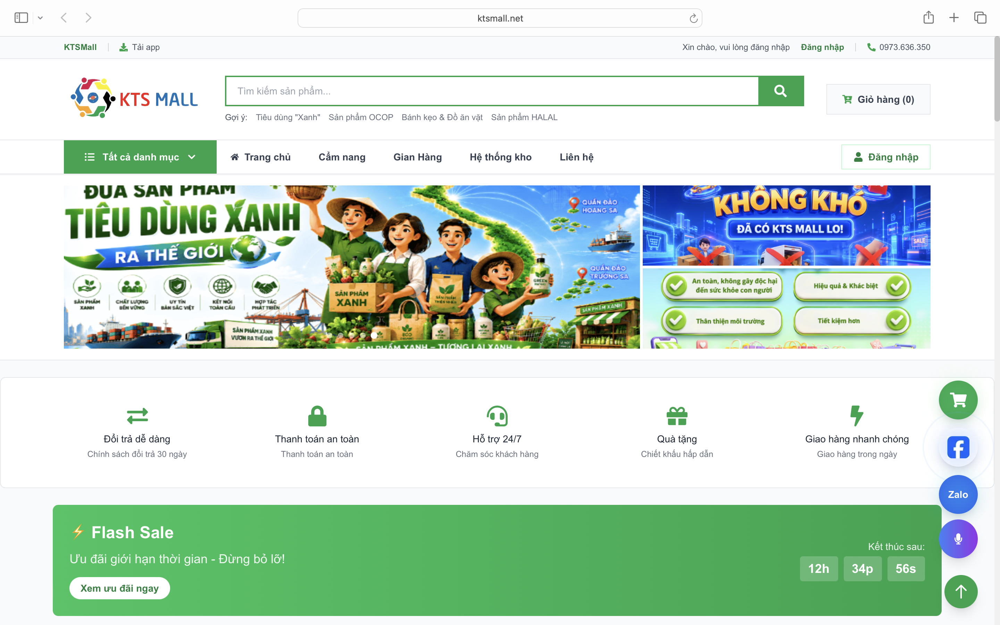 ktsmall.net
KTSMall
Tải app
Xin chào, vui lòng đăng nhập
Đăng nhập
0973.636.350
KTS MALL
Tìm kiếm sản phẩm...
Giỏ hàng (0)
Gợi ý: Tiêu dùng "Xanh" Sản phẩm OCOP Bánh kẹo & Đồ ăn vặt Sản phẩm HALAL
Tất cả danh mục
Trang chủ
Cẩm nang
Gian Hàng
Hệ thống kho
Liên hệ
Đăng nhập
ĐƯA SẢN PHẨM
TIÊU DÙNG XANH
RA THẾ GIỚI
SẢN PHẨM
XANH
CHẤT LƯỢNG
BỀN VỮNG
UY TÍN
BẢN SẮC VIỆT
KẾT NỐI
TOÀN CẦU
HỢP TÁC
PHÁT TRIỂN
QUẦN ĐẢO
HOÀNG SA
QUẦN ĐẢO
TRƯỜNG SA
SẢN PHẨM
XANH
GREEN
SẢN PHẨM XANH
SẢN PHẨM XANH
VƯƠN RA THẾ GIỚI
ECO
SẢN PHẨM XANH – TƯƠNG LAI XANH
KHÔNG KHÓ
ĐÃ CÓ KTS MALL LO!
SALE
An toàn, không gây độc hại
đến sức khỏe con người
Hiệu quả & Khác biệt
Thân thiện môi trường
Tiết kiệm hơn
Đổi trả dễ dàng
Chính sách đổi trả 30 ngày
Thanh toán an toàn
Thanh toán an toàn
Hỗ trợ 24/7
Chăm sóc khách hàng
Quà tặng
Chiết khấu hấp dẫn
Giao hàng nhanh chóng
Giao hàng trong ngày
Zalo
Flash Sale
Ưu đãi giới hạn thời gian - Đừng bỏ lỡ!
Xem ưu đãi ngay
Kết thúc sau:
12h 34p 56s